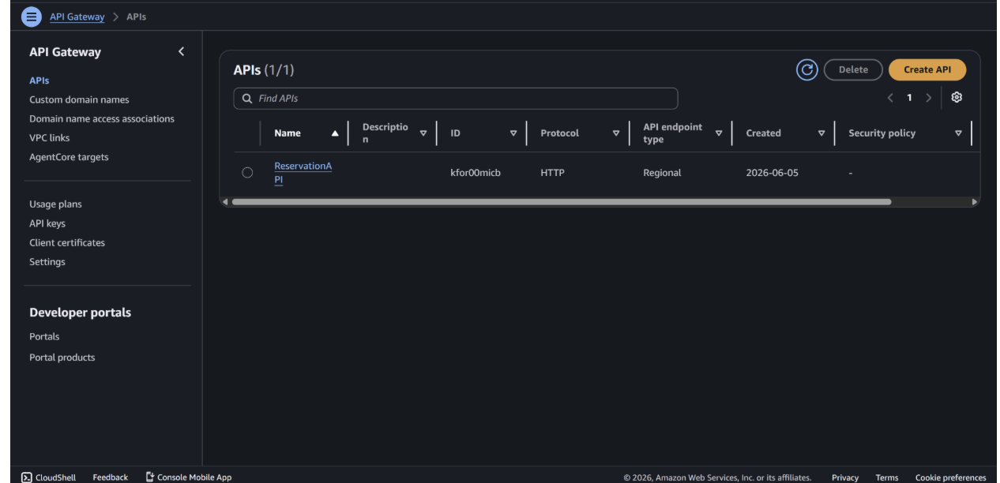 API Gateway > APIs
API Gateway
APIs
Custom domain names
Domain name access associations
VPC links
AgentCore targets
Usage plans
API keys
Client certificates
Settings
Developer portals
Portals
Portal products
APIs (1/1)
Delete
Create API
Find APIs
1
Name
Descriptio
n
ID
Protocol
API endpoint
type
Created
Security policy
ReservationA
PI
kfor00micb
HTTP
Regional
2026-06-05
-
CloudShell Feedback Console Mobile App
© 2026, Amazon Web Services, Inc. or its affiliates. Privacy Terms Cookie preferences